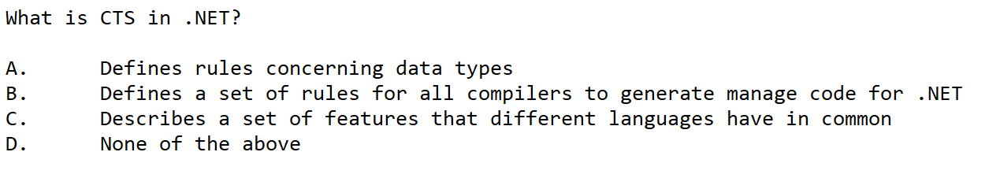 What is CTS in .NET?
A. Defines rules concerning data types
B. Defines a set of rules for all compilers to generate manage code for .NET
C. Describes a set of features that different languages have in common
D. None of the above